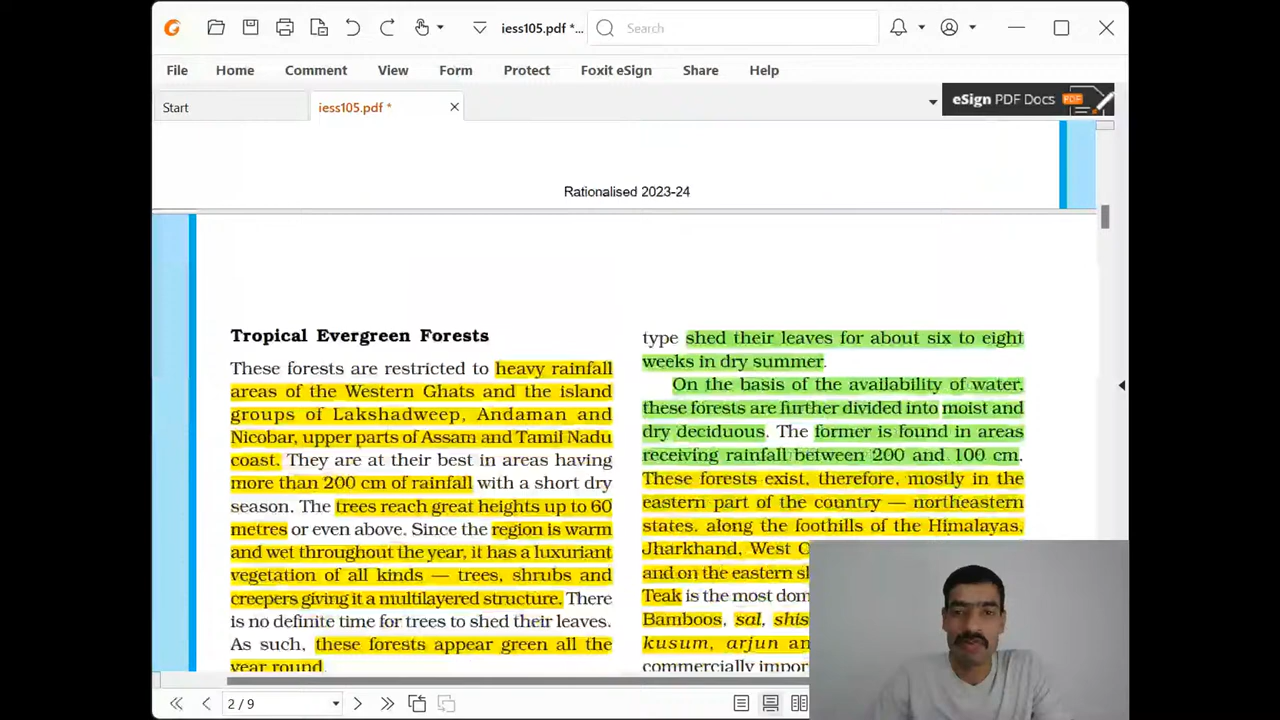 iess105.pdf *...
Search
File Home Comment View Form Protect Foxit eSign Share Help
Start
iess105.pdf *
eSign PDF Docs
PDF
Rationalised 2023-24
Tropical Evergreen Forests
These forests are restricted to heavy rainfall
areas of the Western Ghats and the island
groups of Lakshadweep, Andaman and
Nicobar, upper parts of Assam and Tamil Nadu
coast. They are at their best in areas having
more than 200 cm of rainfall with a short dry
season. The trees reach great heights up to 60
metres or even above. Since the region is warm
and wet throughout the year, it has a luxuriant
vegetation of all kinds — trees, shrubs and
creepers giving it a multilayered structure. There
is no definite time for trees to shed their leaves.
As such, these forests appear green all the
year round.
type shed their leaves for about six to eight
weeks in dry summer.
On the basis of the availability of water,
these forests are further divided into moist and
dry deciduous. The former is found in areas
receiving rainfall between 200 and 100 cm.
These forests exist, therefore, mostly in the
eastern part of the country — northeastern
states, along the foothills of the Himalayas,
Jharkhand, West
and on the eastern
Teak is the most
Bamboos, sal,
kusum, arjun
commercially
2 / 9